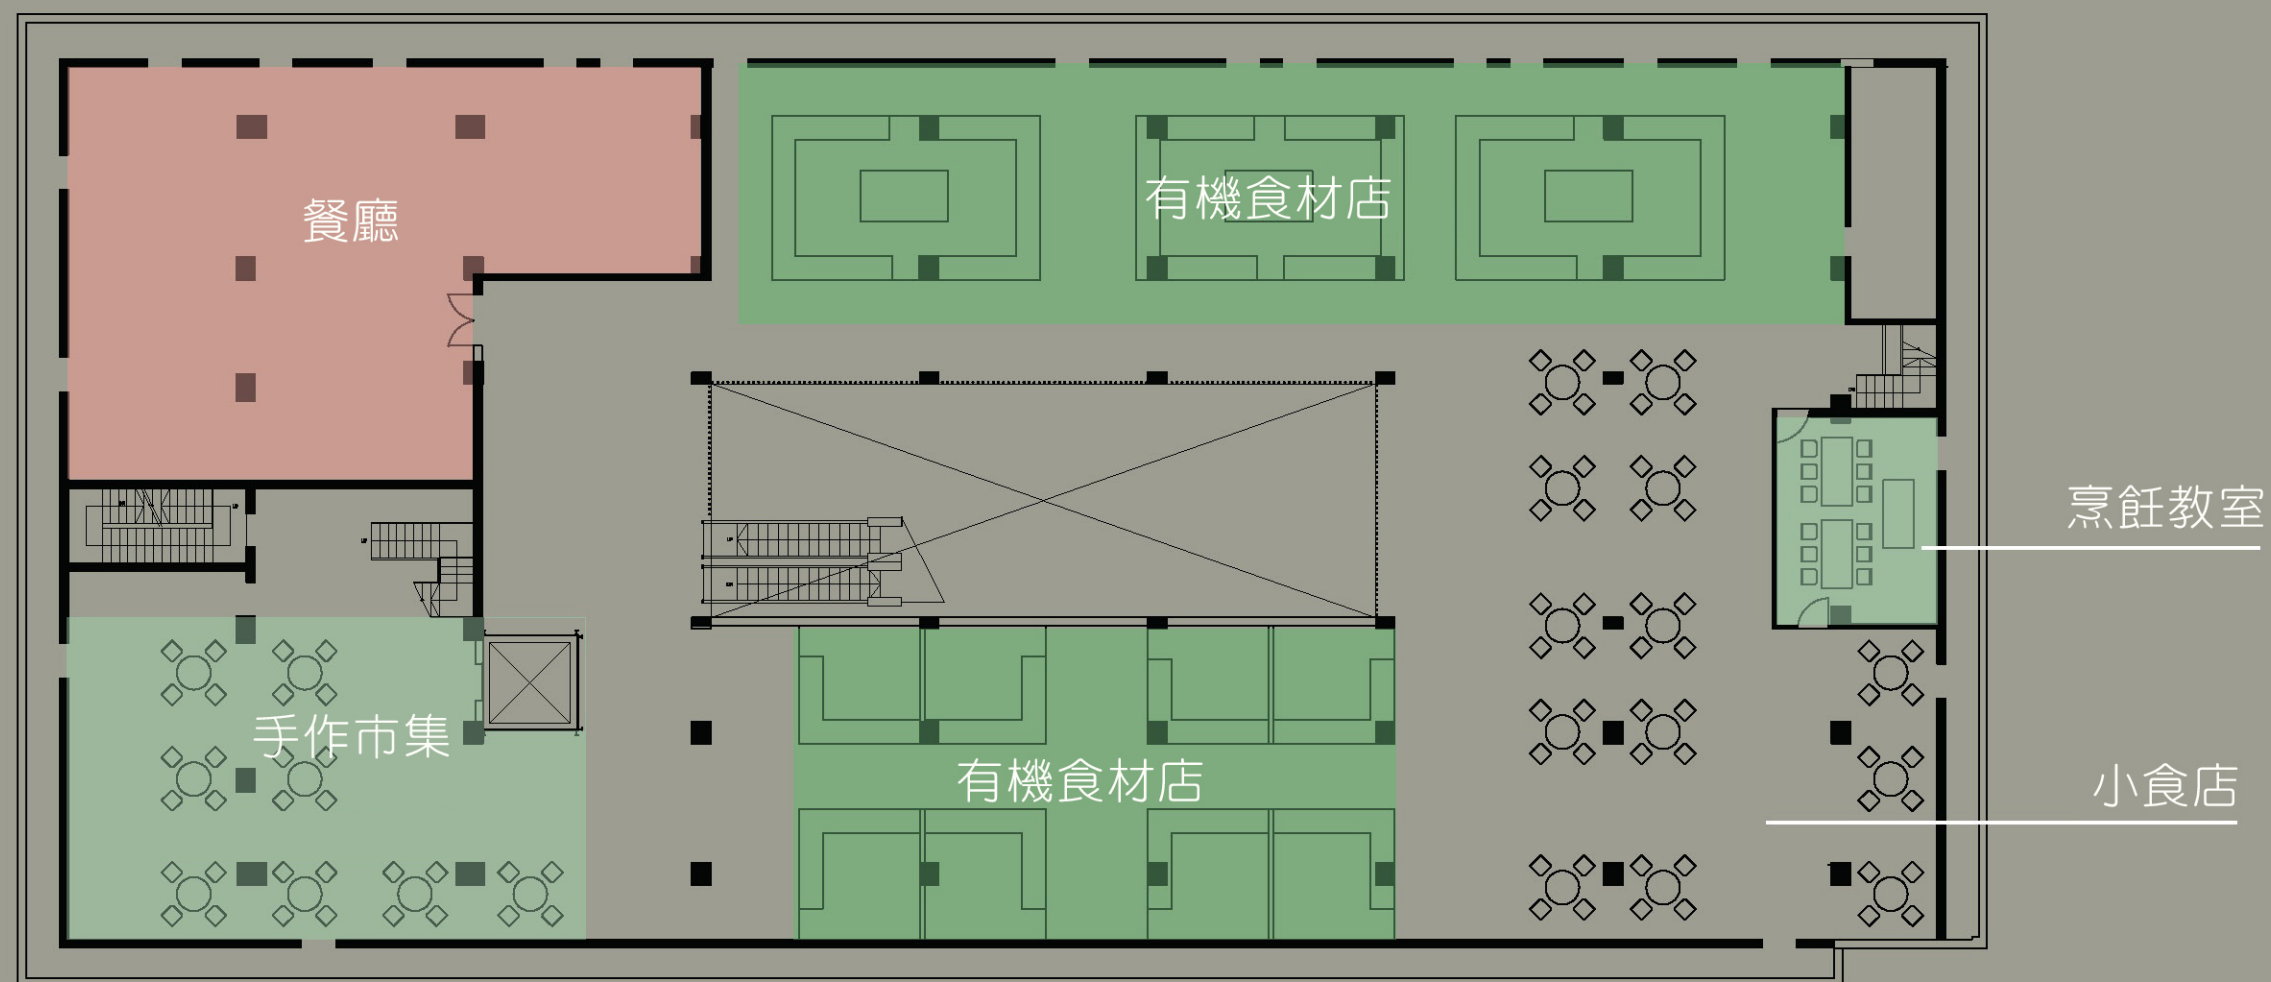 有機食材店
餐廳
烹飪教室
手作市集
有機食材店
小食店